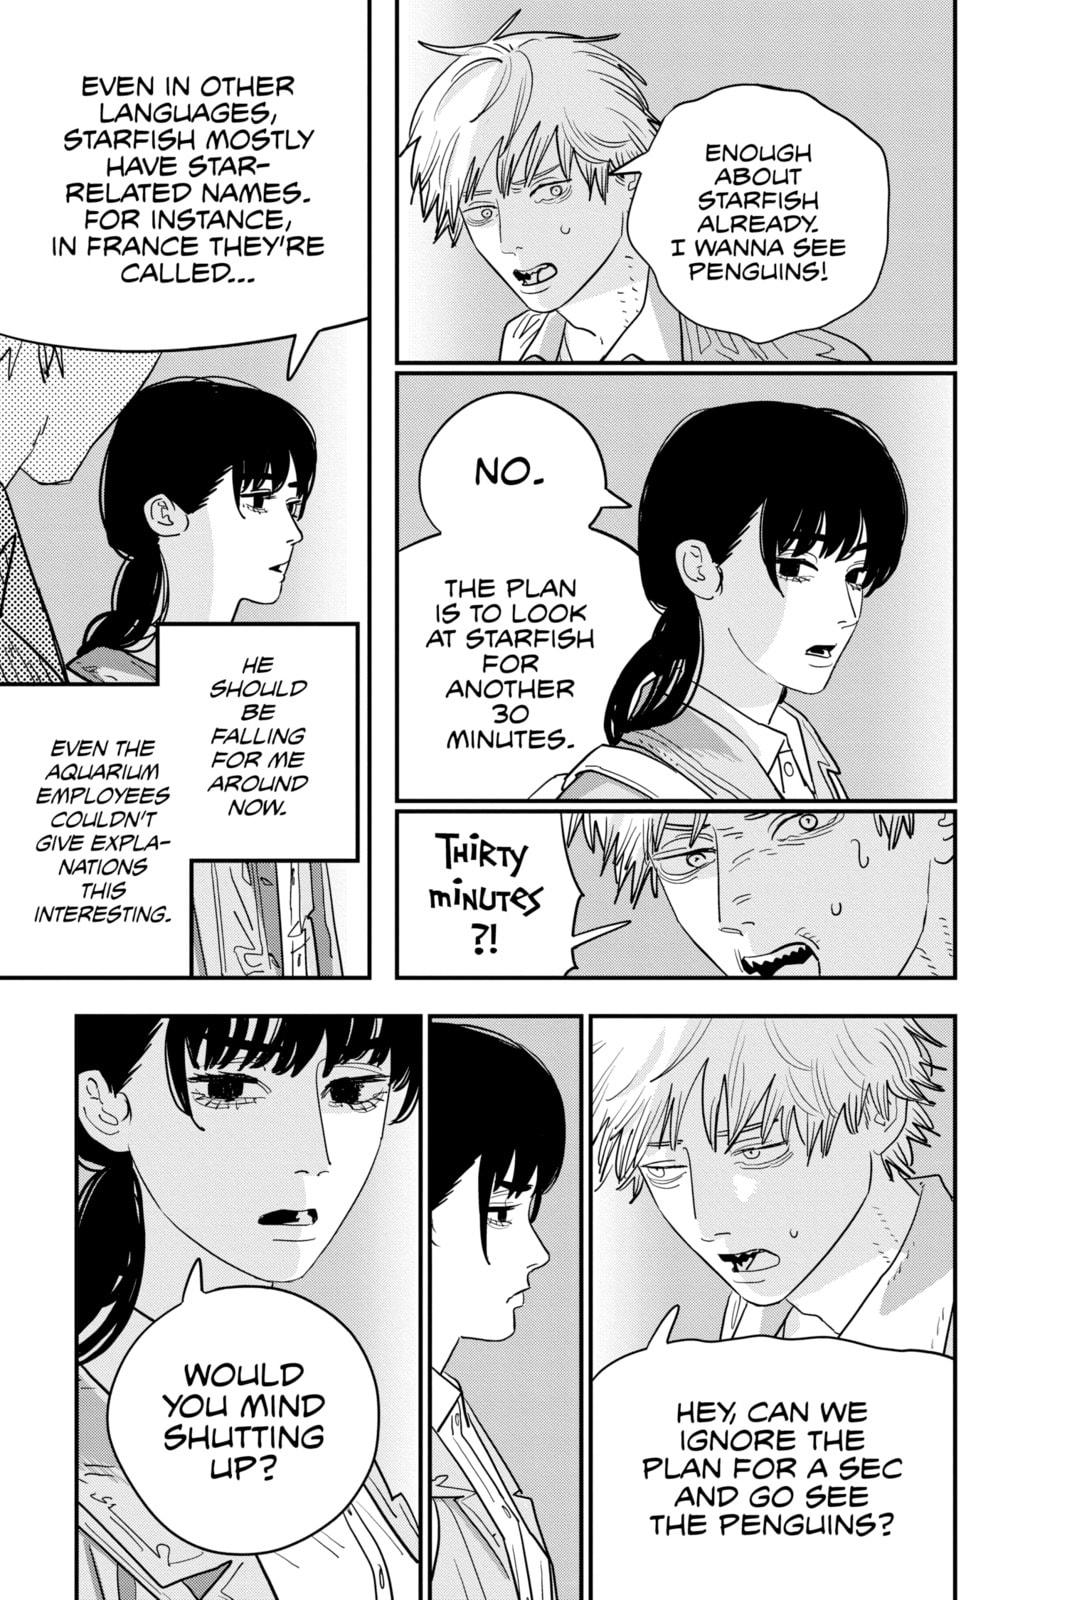 ENOUGH
ABOUT
STARFISH
ALREADY.
I WANNA SEE
PENGUINS!
NO.
THE PLAN
IS TO LOOK
AT STARFISH
FOR
ANOTHER
30
MINUTES.
THIRTY
MINUTES
?!
EVEN IN OTHER
LANGUAGES,
STARFISH MOSTLY
HAVE STAR-
RELATED NAMES.
FOR INSTANCE,
IN FRANCE THEY'RE
CALLED...
HE
SHOULD
BE
FALLING
FOR ME
AROUND
NOW.
EVEN THE
AQUARIUM
EMPLOYEES
COULDN'T
GIVE EXPLA-
NATIONS
THIS
INTERESTING.
HEY, CAN WE
IGNORE THE
PLAN FOR A SEC
AND GO SEE
THE PENGUINS?
WOULD
YOU MIND
SHUTTING
UP?